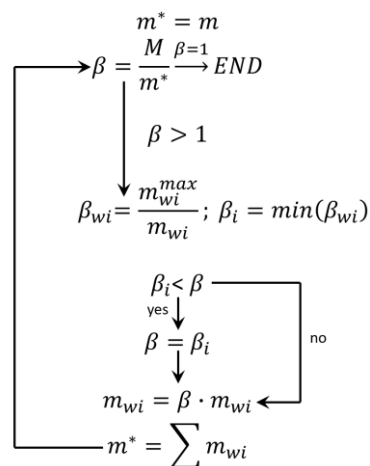 m* = m
β = M/m* β=1 END
β > 1
β_wi = m_wi^max / m_wi ; β_i = min(β_wi)
β_i < β
yes
no
β = β_i
m_wi = β · m_wi
m* = ∑ m_wi